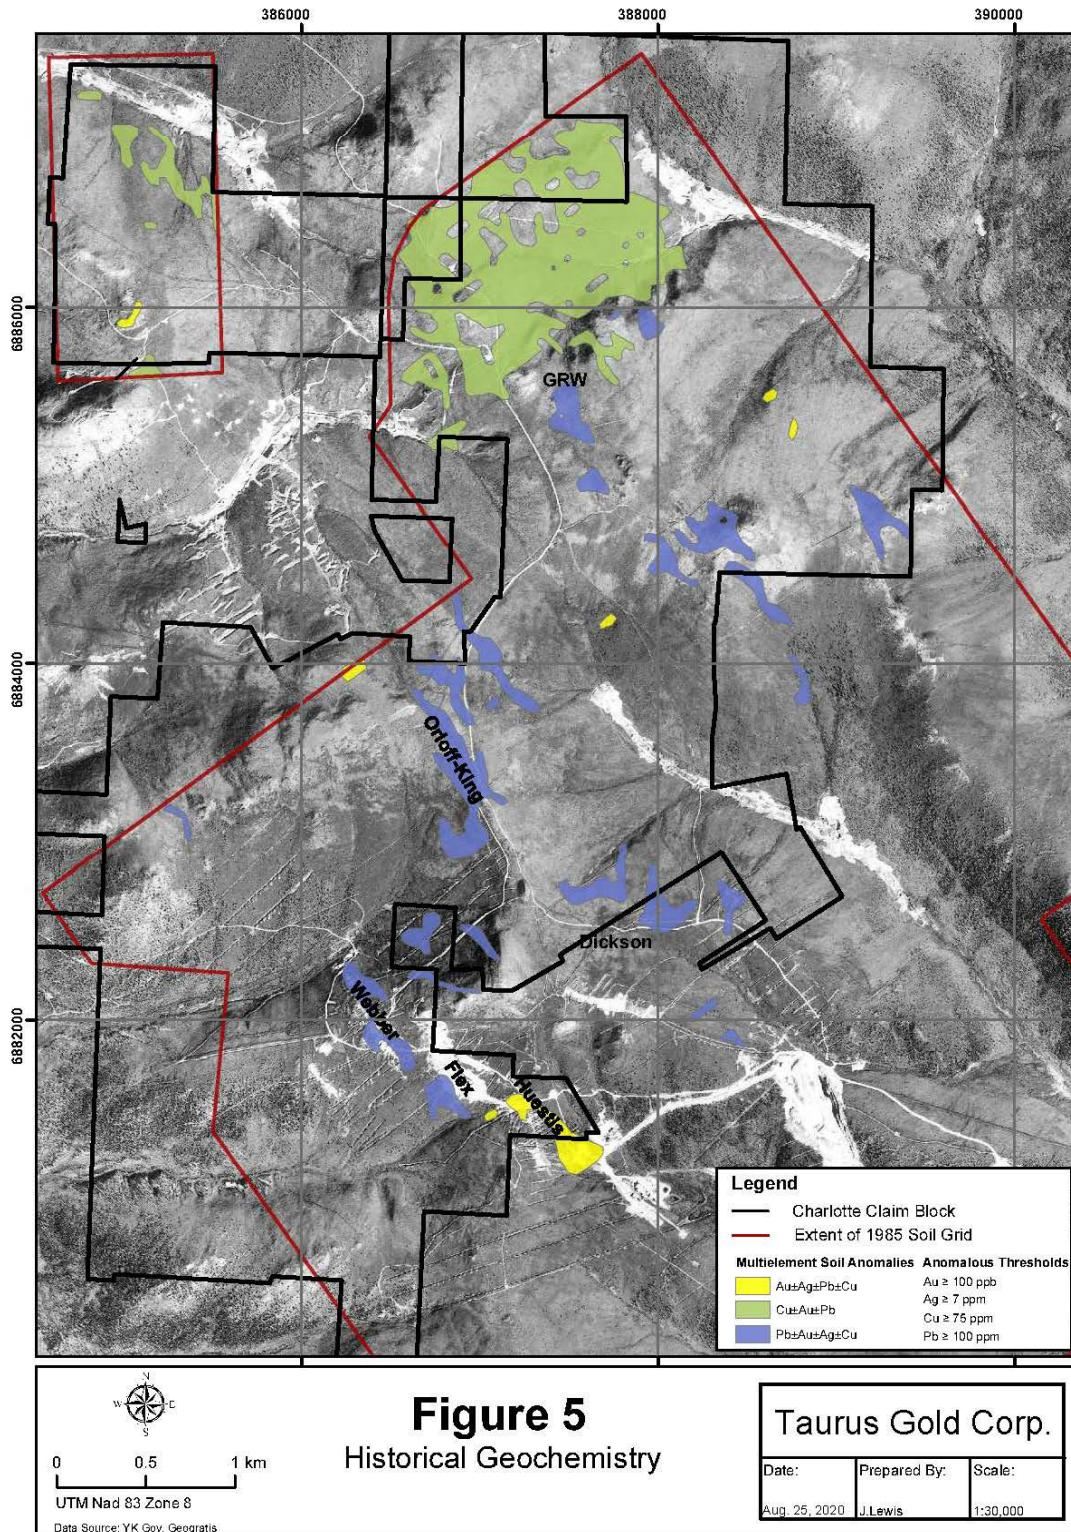 386000 388000 390000
6886000
GRW
6884000
Orloff-King
Dickson
6882000
Webber
Flex
Huestis
Legend
Charlotte Claim Block
Extent of 1985 Soil Grid
Multielement Soil Anomalies Anomalous Thresholds
Au±Ag±Pb±Cu
Cu±Au±Pb
Pb±Au±Ag±Cu
Au ≥ 100 ppb
Ag ≥ 7 ppm
Cu ≥ 75 ppm
Pb ≥ 100 ppm
N
W E
S
0 0.5 1 km
UTM Nad 83 Zone 8
Data Source: YK Gov, Geogratis
Figure 5
Historical Geochemistry
Taurus Gold Corp.
Date: Prepared By: Scale:
Aug. 25, 2020 J.Lewis 1:30,000